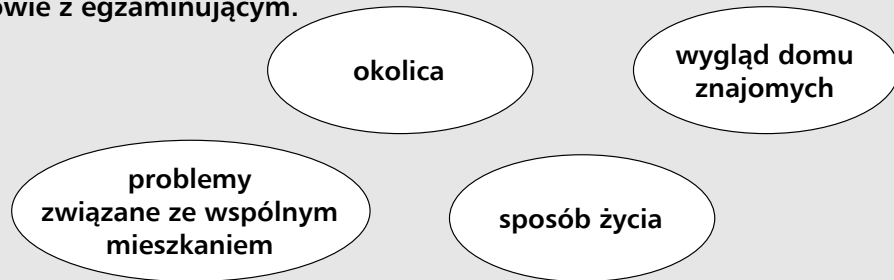 owie z egzaminującym.
okolica
wygląd domu
znajomych
problemy
związane ze wspólnym
mieszkaniem
sposób życia